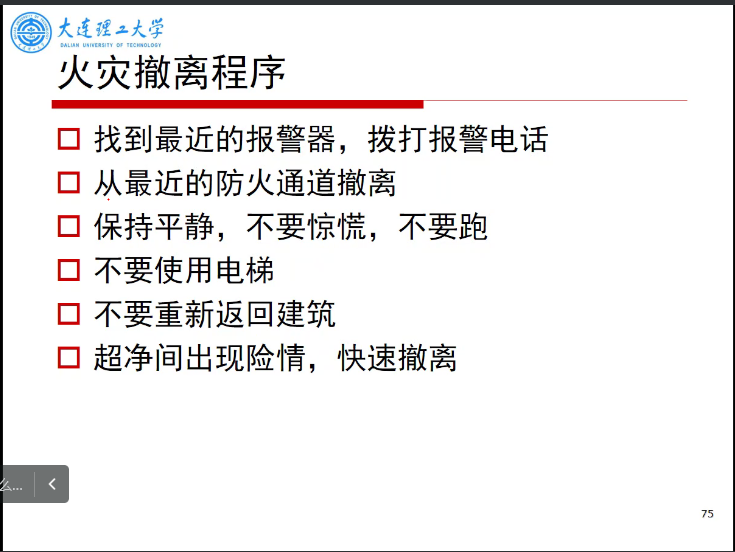 大连理工大学
DALIAN UNIVERSITY OF TECHNOLOGY
火灾撤离程序
找到最近的报警器，拨打报警电话
从最近的防火通道撤离
保持平静，不要惊慌，不要跑
不要使用电梯
不要重新返回建筑
超净间出现险情，快速撤离
么...
75